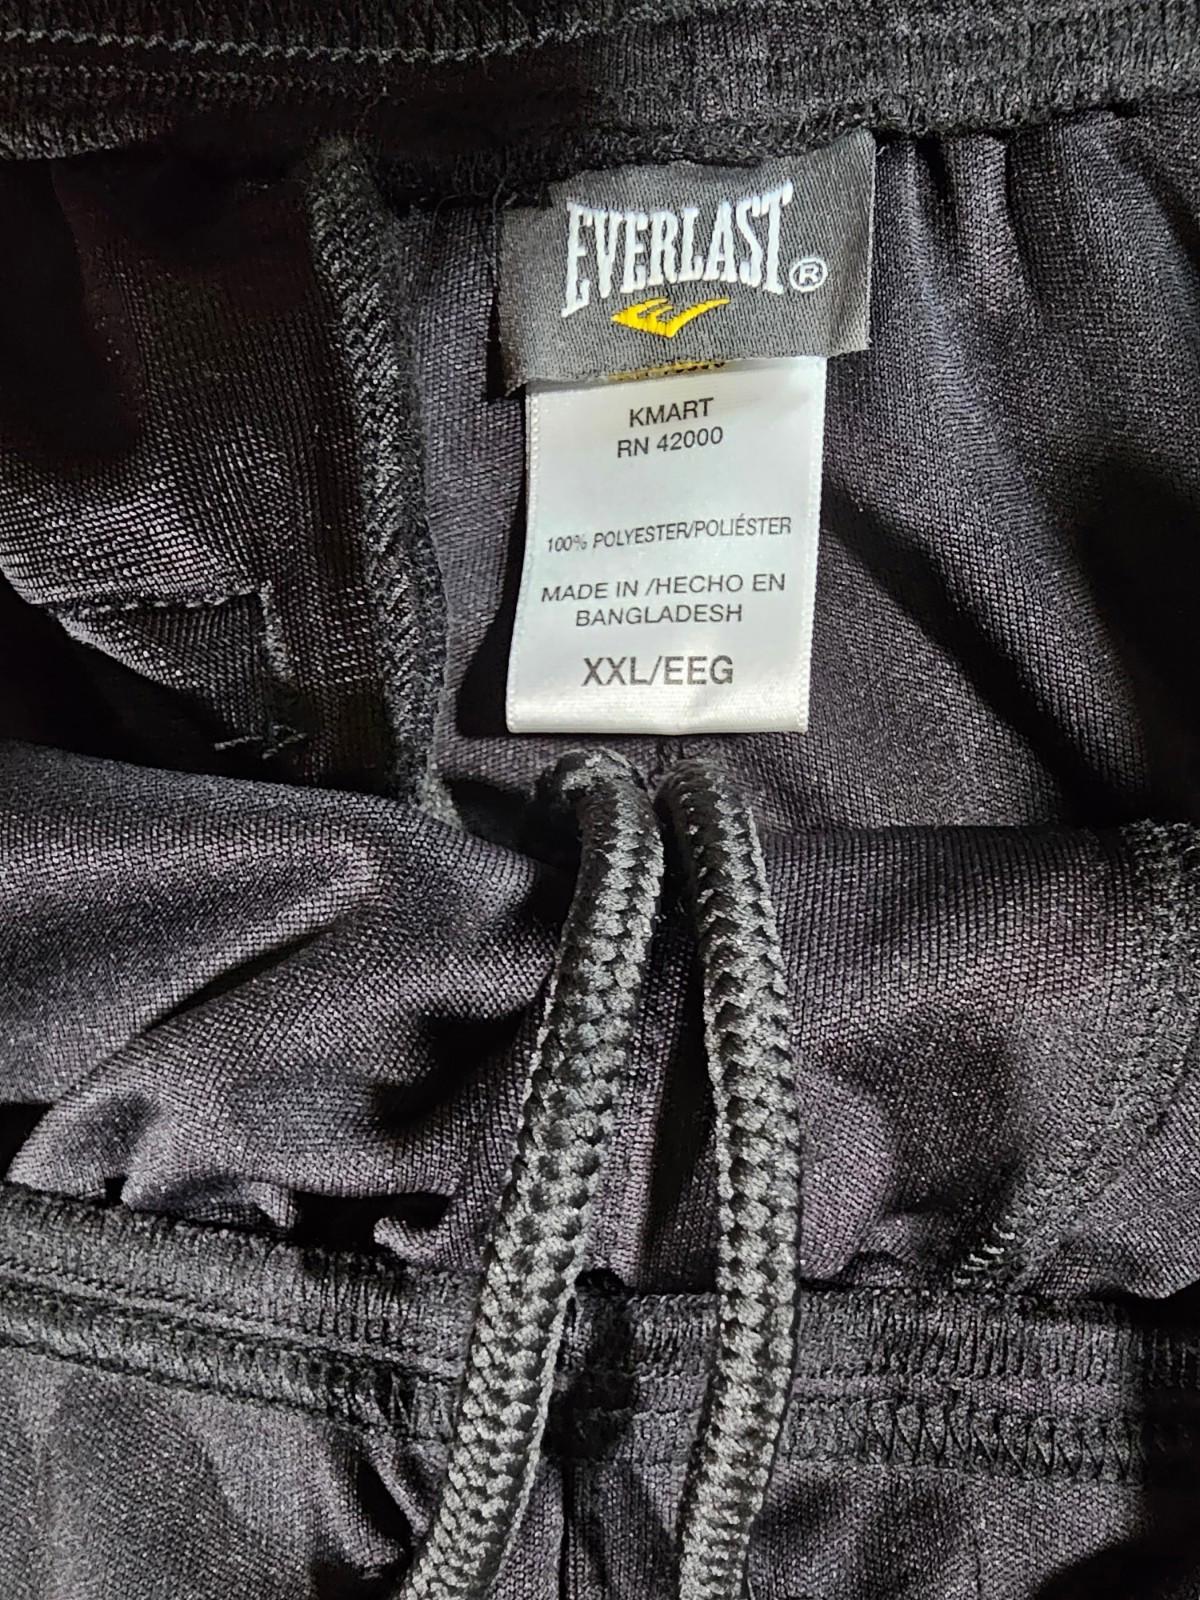 EVERLAST®
KMART
RN 42000
100% POLYESTER/POLIÉSTER
MADE IN /HECHO EN
BANGLADESH
XXL/EEG